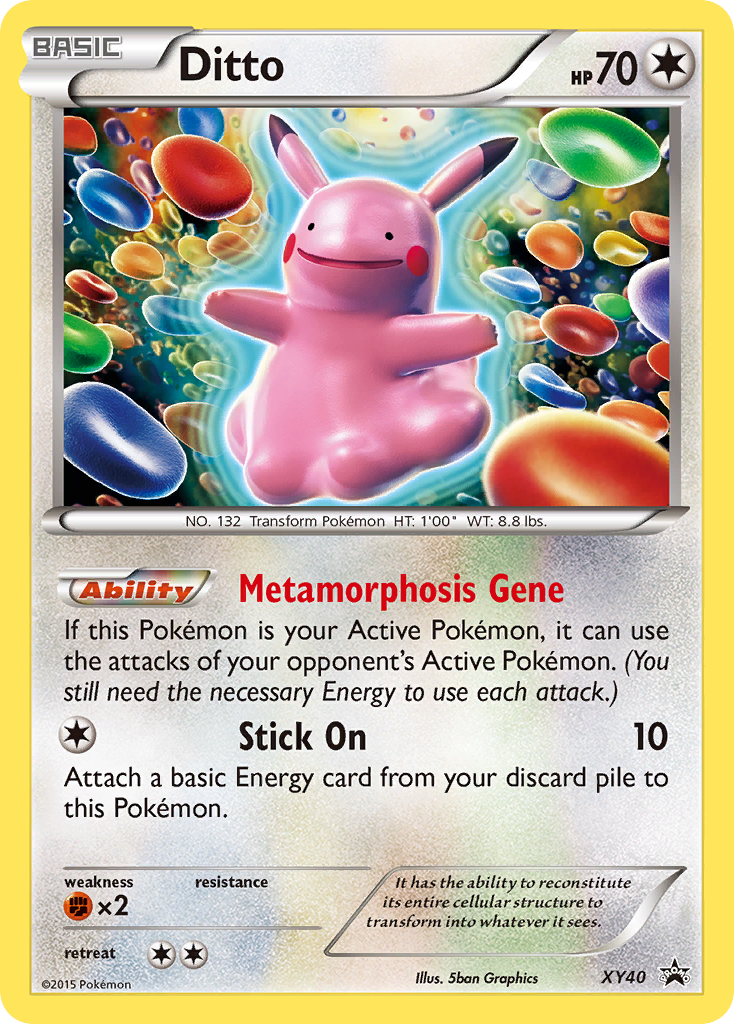 BASIC Ditto HP70
NO. 132 Transform Pokémon HT: 1'00" WT: 8.8 lbs.
Ability Metamorphosis Gene
If this Pokémon is your Active Pokémon, it can use
the attacks of your opponent's Active Pokémon. (You
still need the necessary Energy to use each attack.)
Stick On 10
Attach a basic Energy card from your discard pile to
this Pokémon.
weakness resistance
×2
retreat
It has the ability to reconstitute
its entire cellular structure to
transform into whatever it sees.
©2015 Pokémon Illus. 5ban Graphics XY40 PROMO